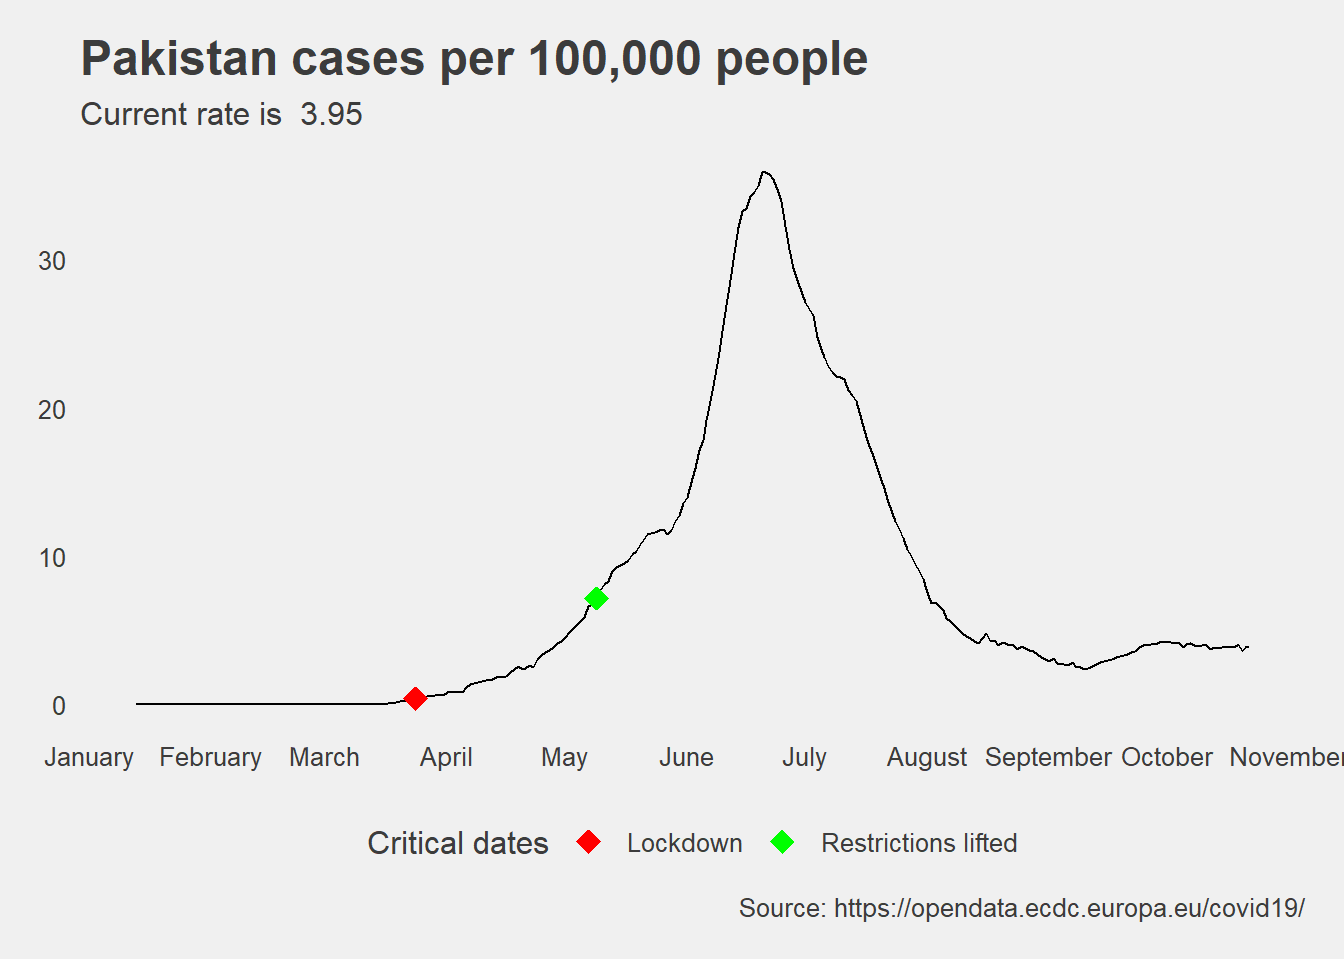 Pakistan cases per 100,000 people
Current rate is  3.95
30
20
10
0
January February March April May June July August September October November
Critical dates Lockdown Restrictions lifted
Source: https://opendata.ecdc.europa.eu/covid19/